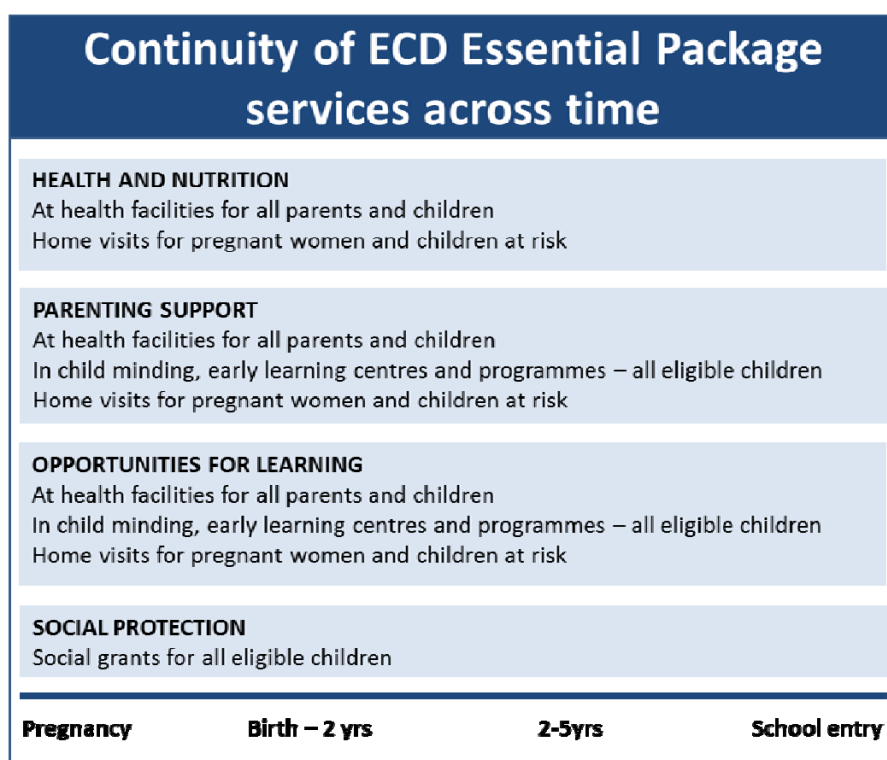 Continuity of ECD Essential Package
services across time
HEALTH AND NUTRITION
At health facilities for all parents and children
Home visits for pregnant women and children at risk
PARENTING SUPPORT
At health facilities for all parents and children
In child minding, early learning centres and programmes – all eligible children
Home visits for pregnant women and children at risk
OPPORTUNITIES FOR LEARNING
At health facilities for all parents and children
In child minding, early learning centres and programmes – all eligible children
Home visits for pregnant women and children at risk
SOCIAL PROTECTION
Social grants for all eligible children
Pregnancy Birth – 2 yrs 2-5yrs School entry